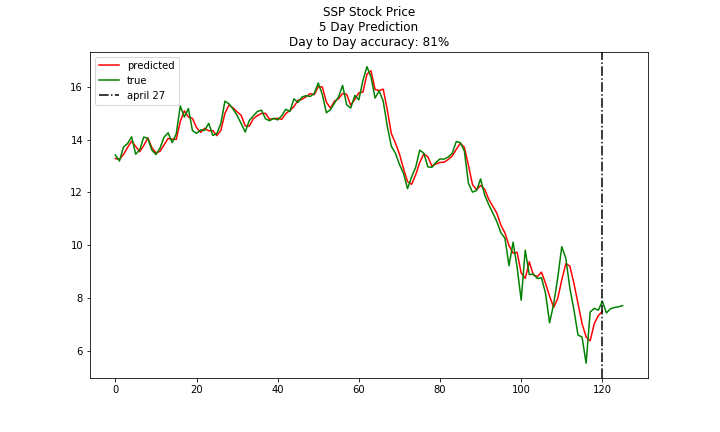 SSP Stock Price
5 Day Prediction
Day to Day accuracy: 81%
predicted
true
april 27
16
14
12
10
8
6
0
20
40
60
80
100
120